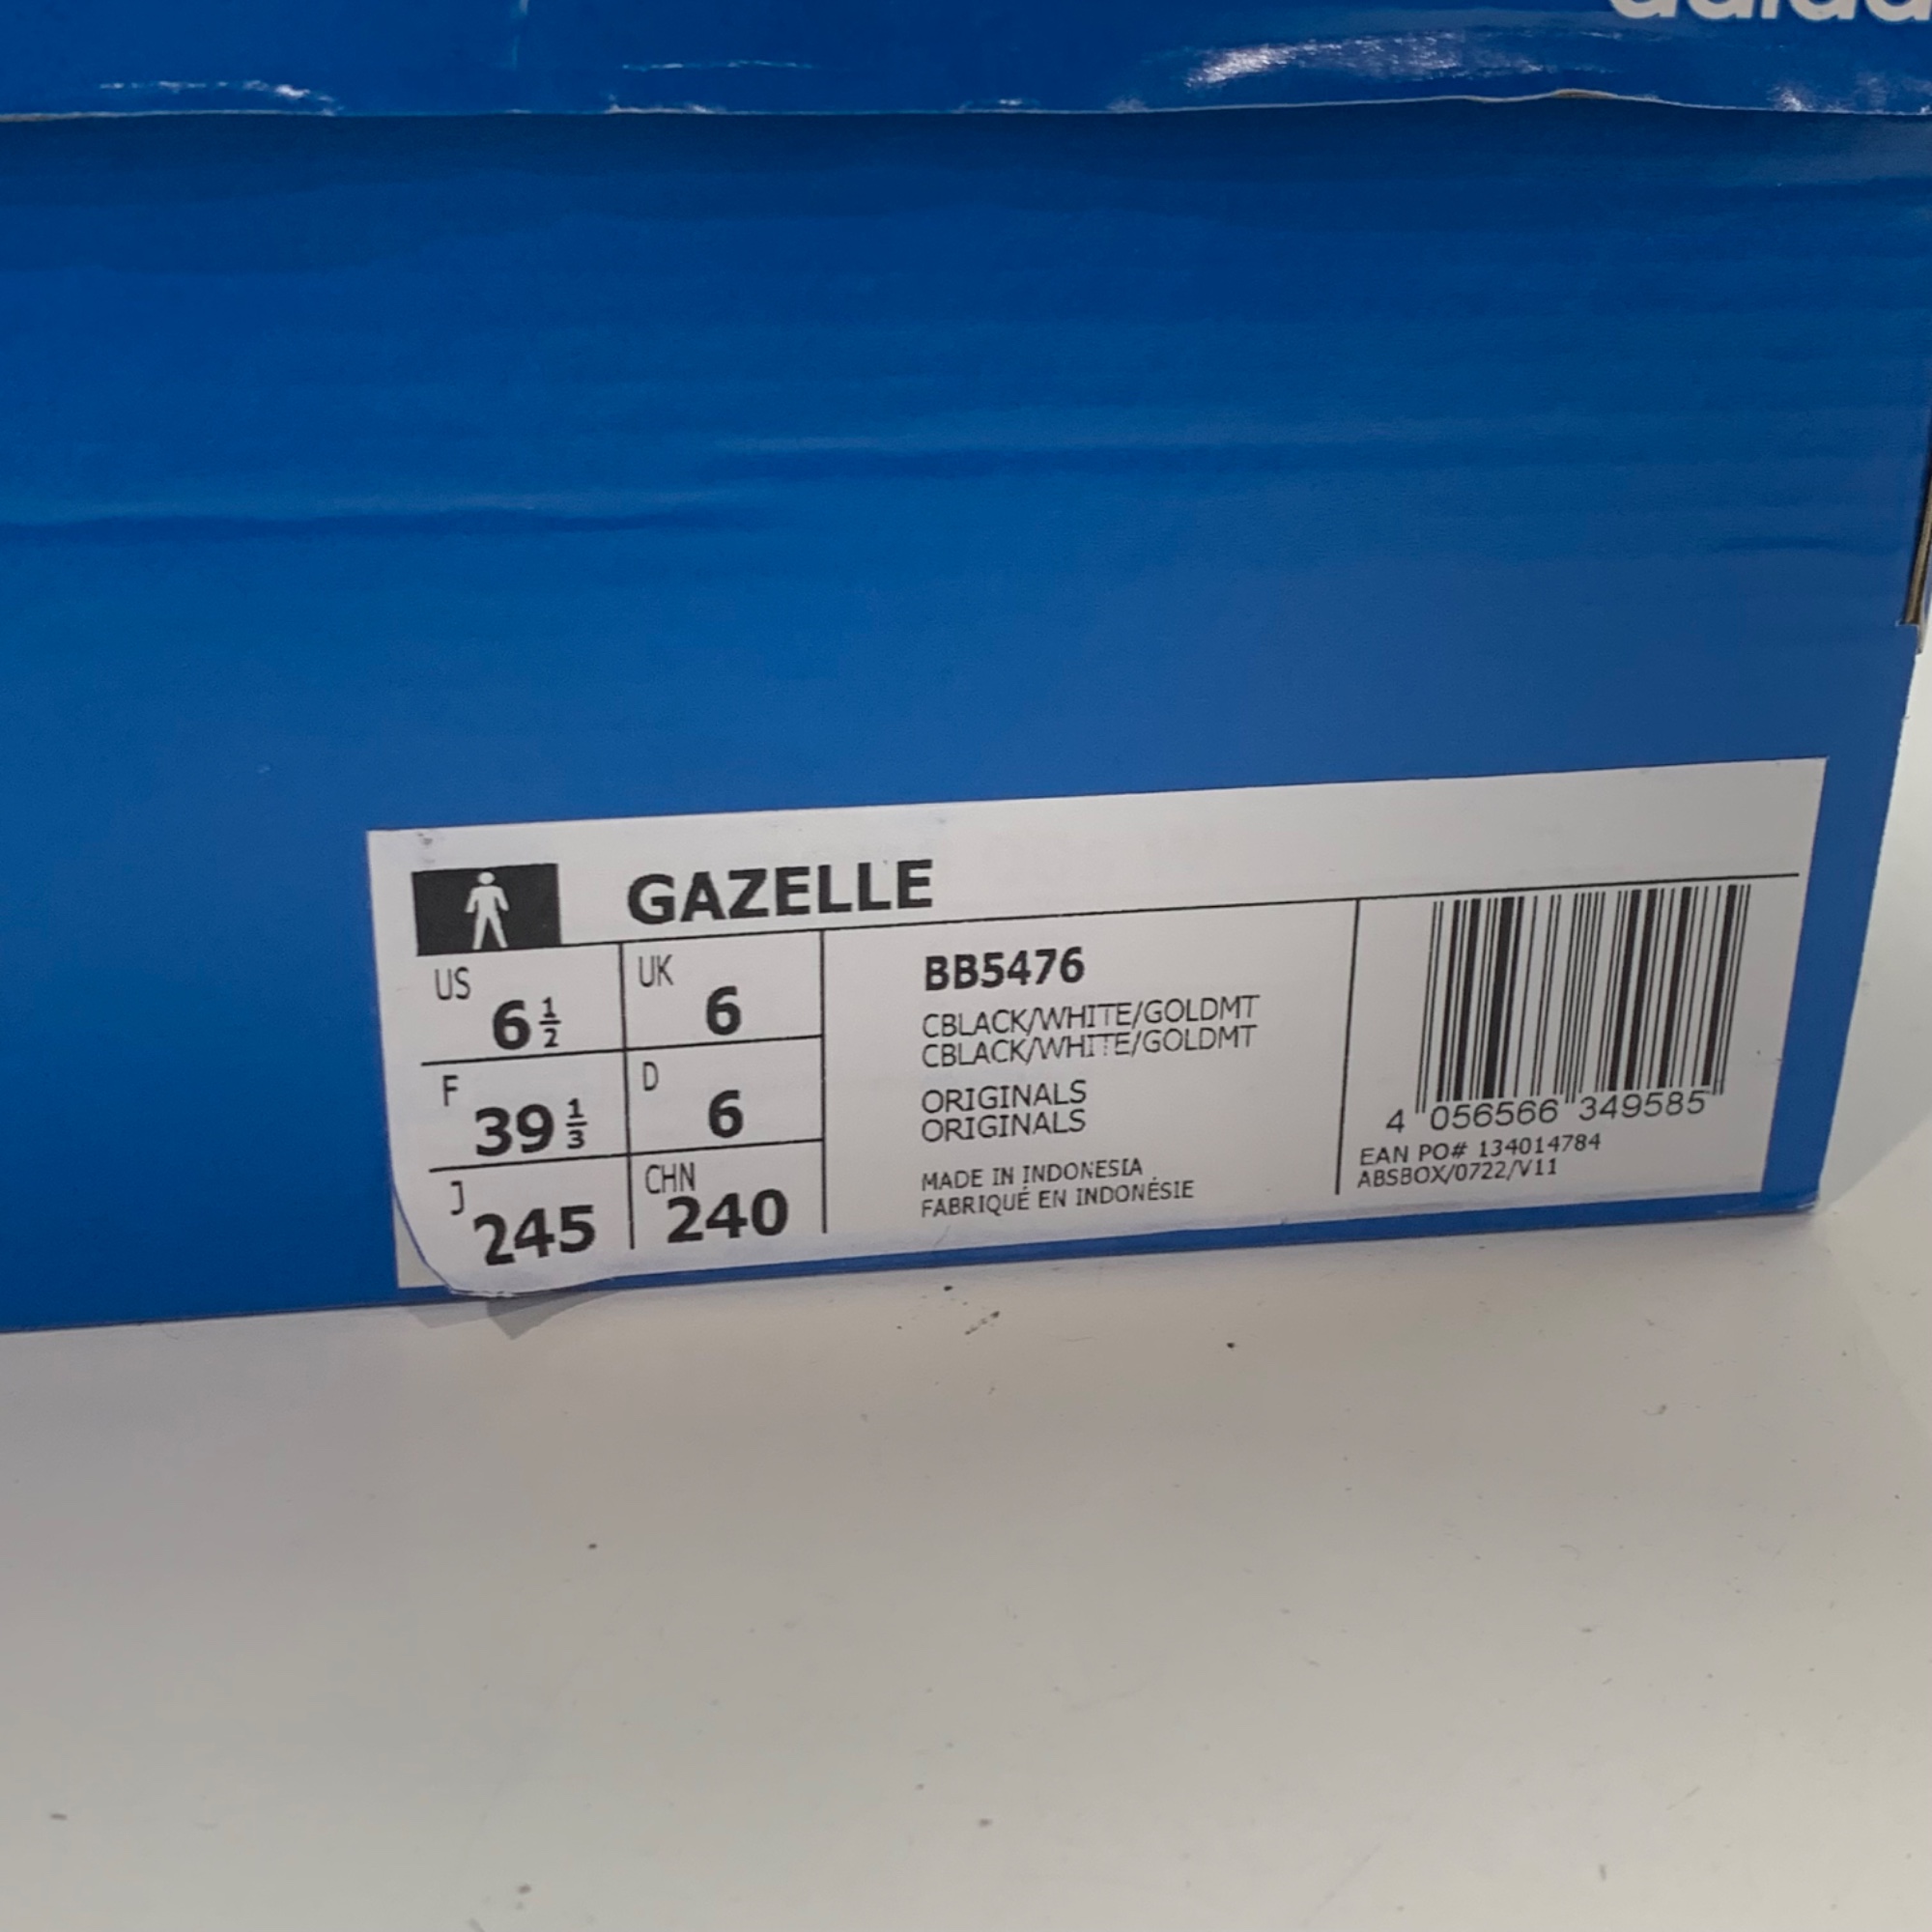 GAZELLE
US 6 1/2
UK 6
F 39 1/3
D 6
J 245
CHN 240
BB5476
CBLACK/WHITE/GOLDMT
CBLACK/WHITE/GOLDMT
ORIGINALS
ORIGINALS
MADE IN INDONESIA
FABRIQUÉ EN INDONÉSIE
4 056566 349585
EAN PO# 134014784
ABSBOX/0722/V11